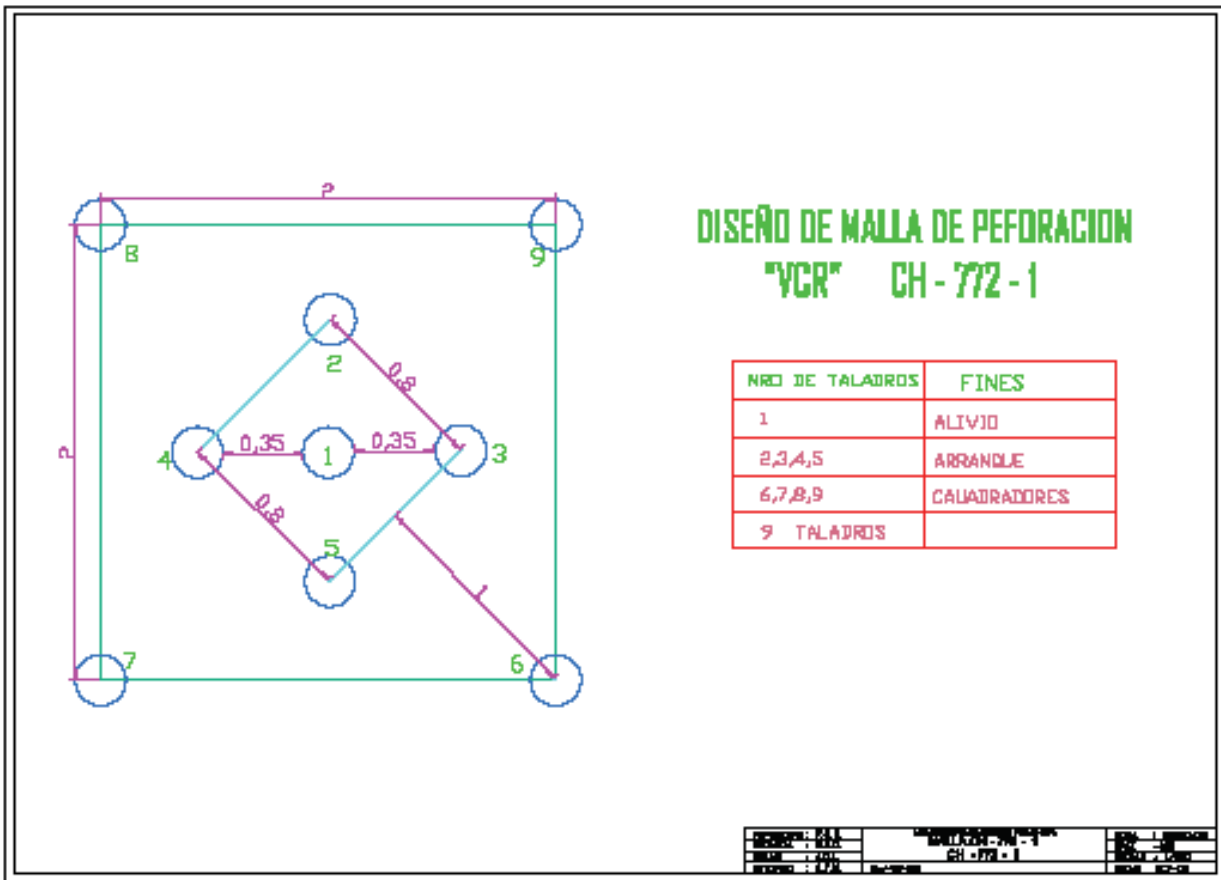 DISEÑO DE MALLA DE PEFORACION
"VCR" CH - 772 - 1
2
8
9
2
0,8
2
4
0,35
1
0,35
3
0,8
5
1
7
6
NRO DE TALADROS FINES
1 ALIVIO
2,3,4,5 ARRANQUE
6,7,8,9 CAUADRADORES
9 TALADROS
CH - 772 - 1